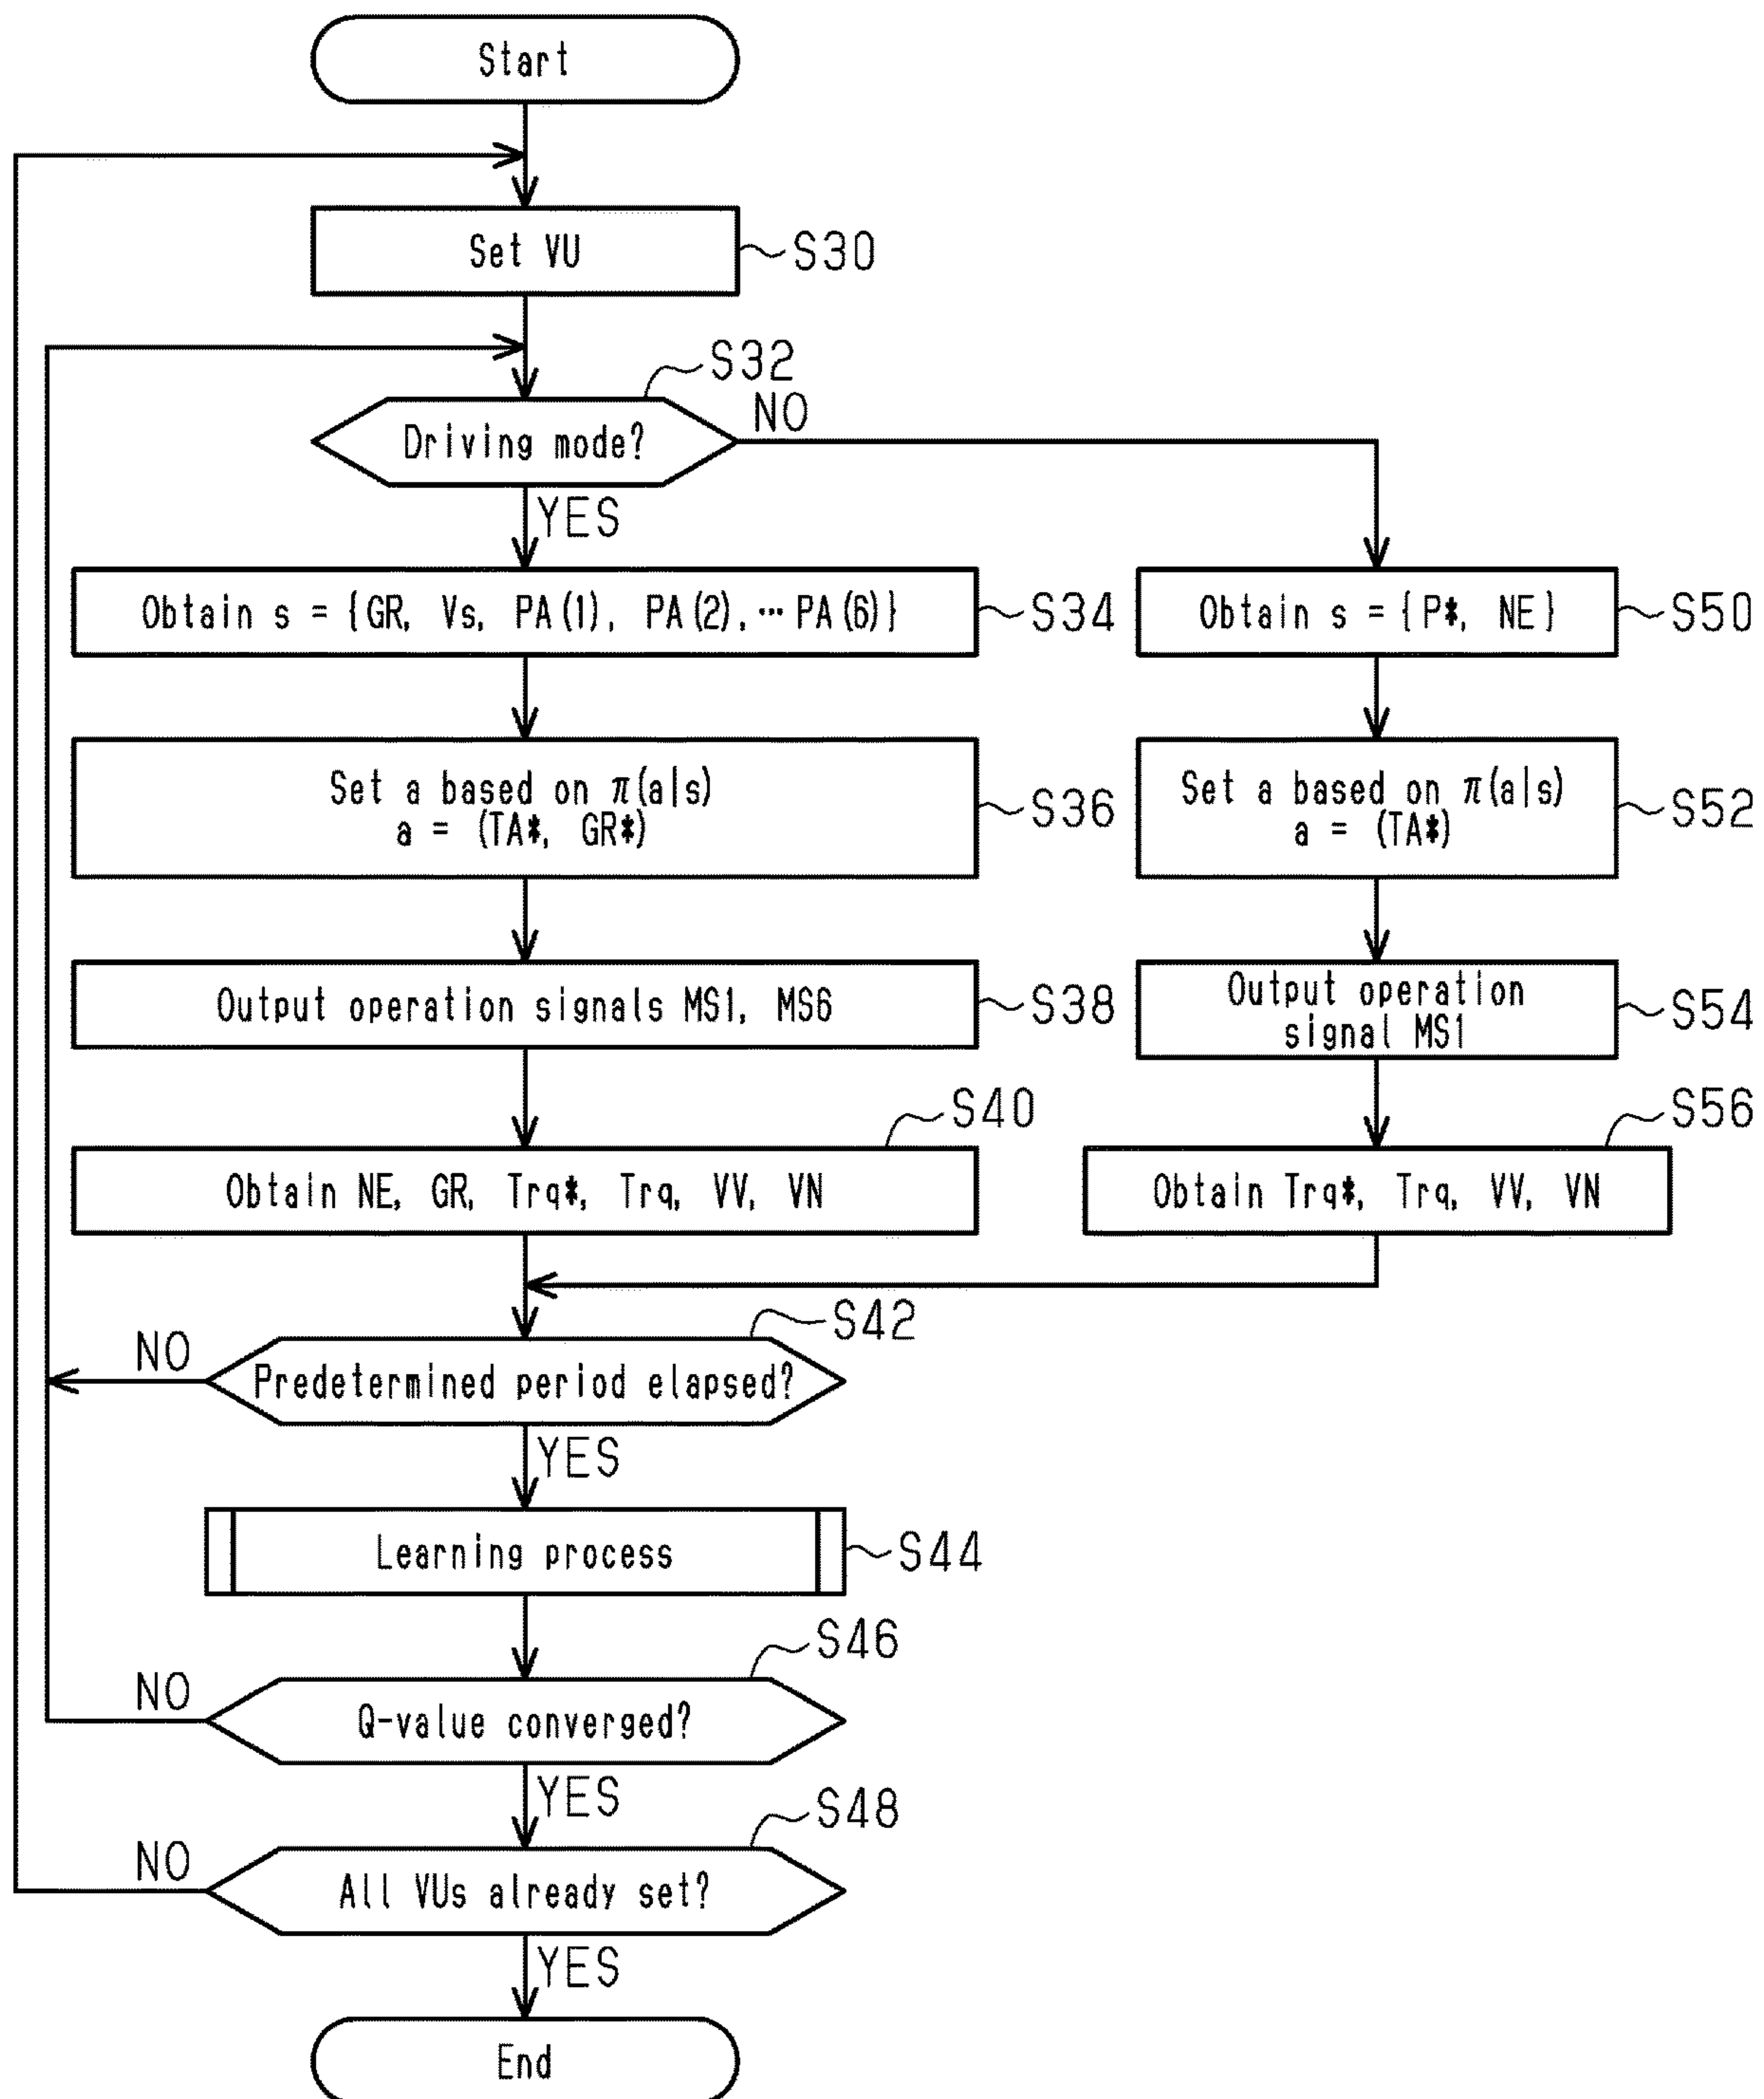 Start
Set VU
S30
S32
Driving mode?
NO
YES
Obtain s = {GR, Vs, PA(1), PA(2), ··· PA(6)}
S34
Obtain s = {P*, NE}
S50
Set a based on π(a|s)
a = (TA*, GR*)
S36
Set a based on π(a|s)
a = (TA*)
S52
Output operation signals MS1, MS6
S38
Output operation
signal MS1
S54
S40
Obtain NE, GR, Trq*, Trq, VV, VN
S56
Obtain Trq*, Trq, VV, VN
S42
NO
Predetermined period elapsed?
YES
Learning process
S44
S46
NO
Q-value converged?
YES
S48
NO
All VUs already set?
YES
End